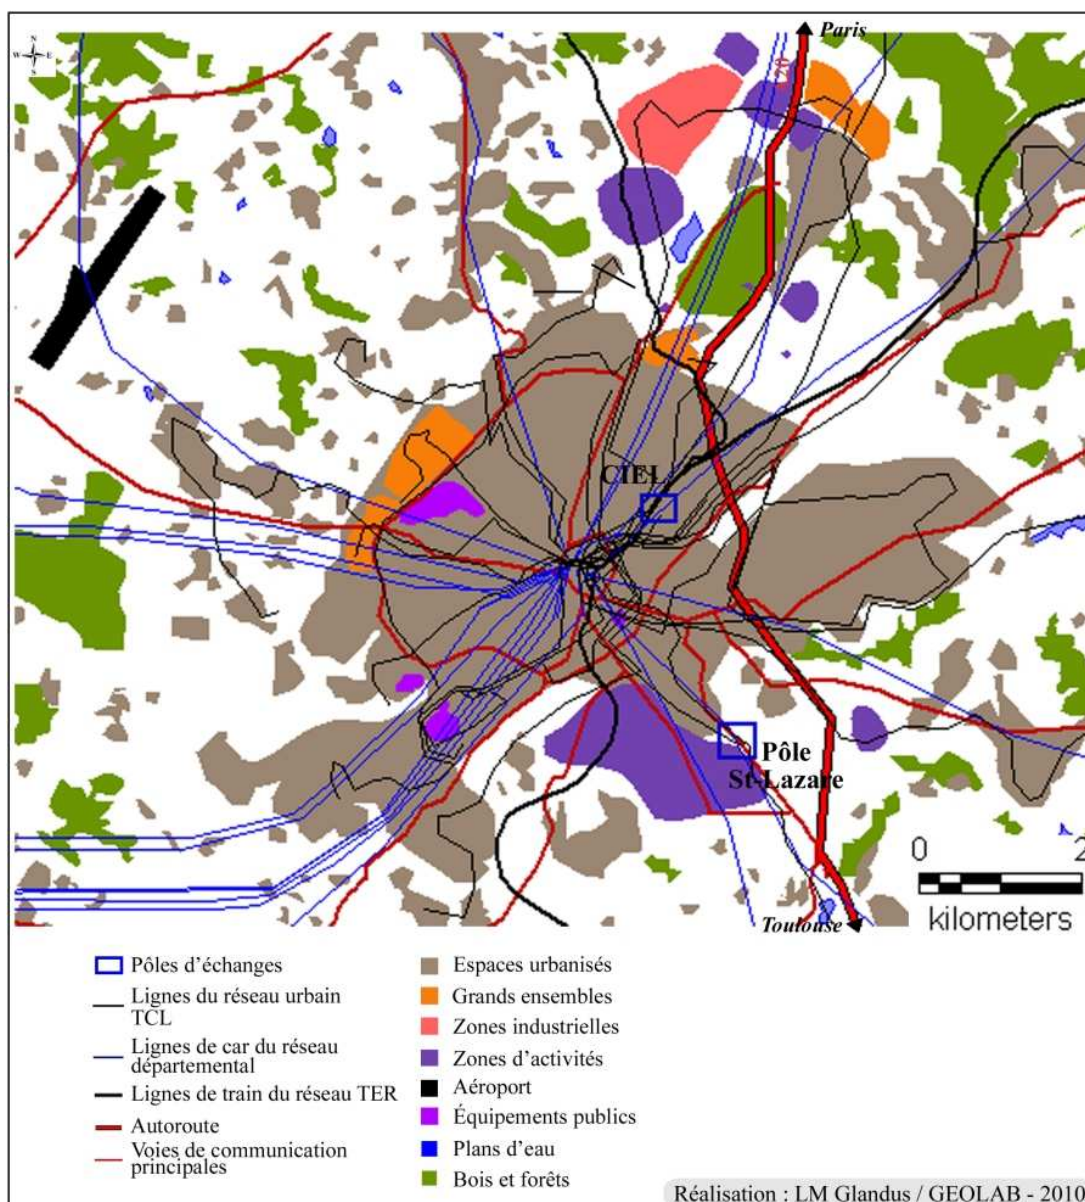 N
W E
S
Paris
A20
CIEL
Pôle
St-Lazare
0 2
kilometers
Toulouse
Pôles d'échanges
Lignes du réseau urbain
TCL
Lignes de car du réseau
départemental
Lignes de train du réseau TER
Autoroute
Voies de communication
principales
Espaces urbanisés
Grands ensembles
Zones industrielles
Zones d'activités
Aéroport
Équipements publics
Plans d'eau
Bois et forêts
Réalisation : LM Glandus / GEOLAB - 2010